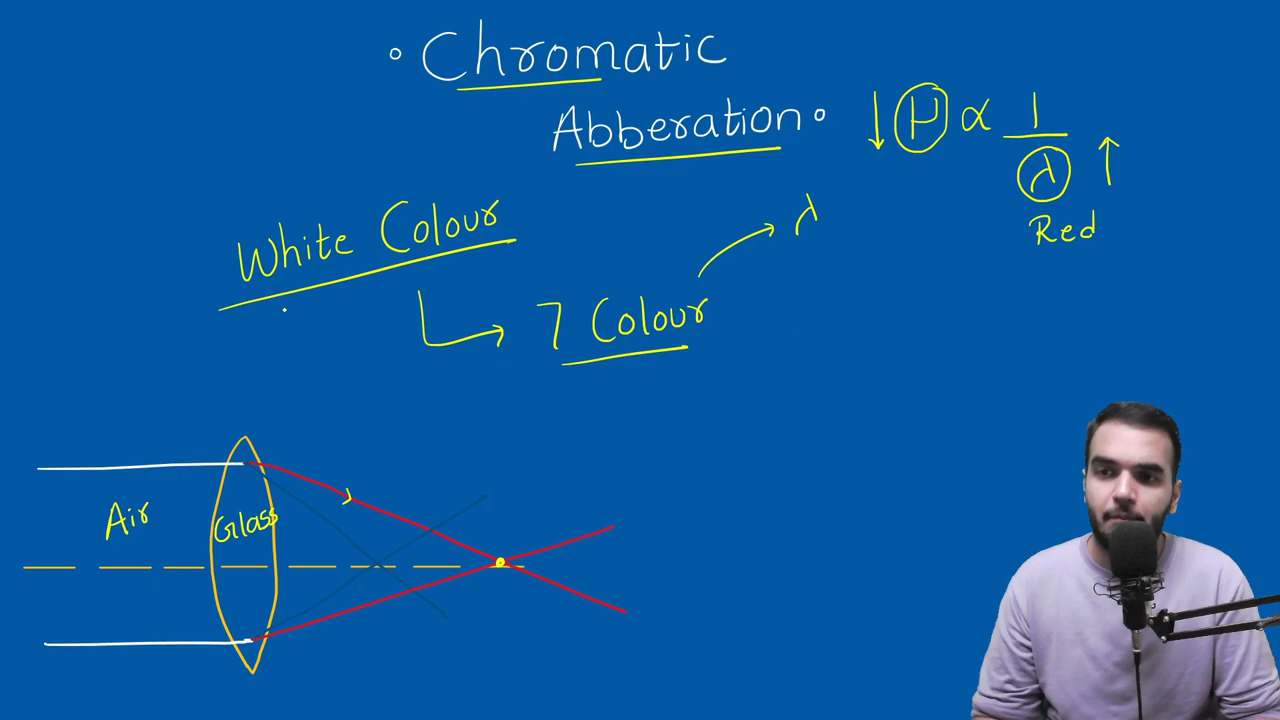 • Chromatic
Abberation •
↓ μ ∝ 1/λ ↑
Red
White Colour
7 Colour
λ
Air
Glass